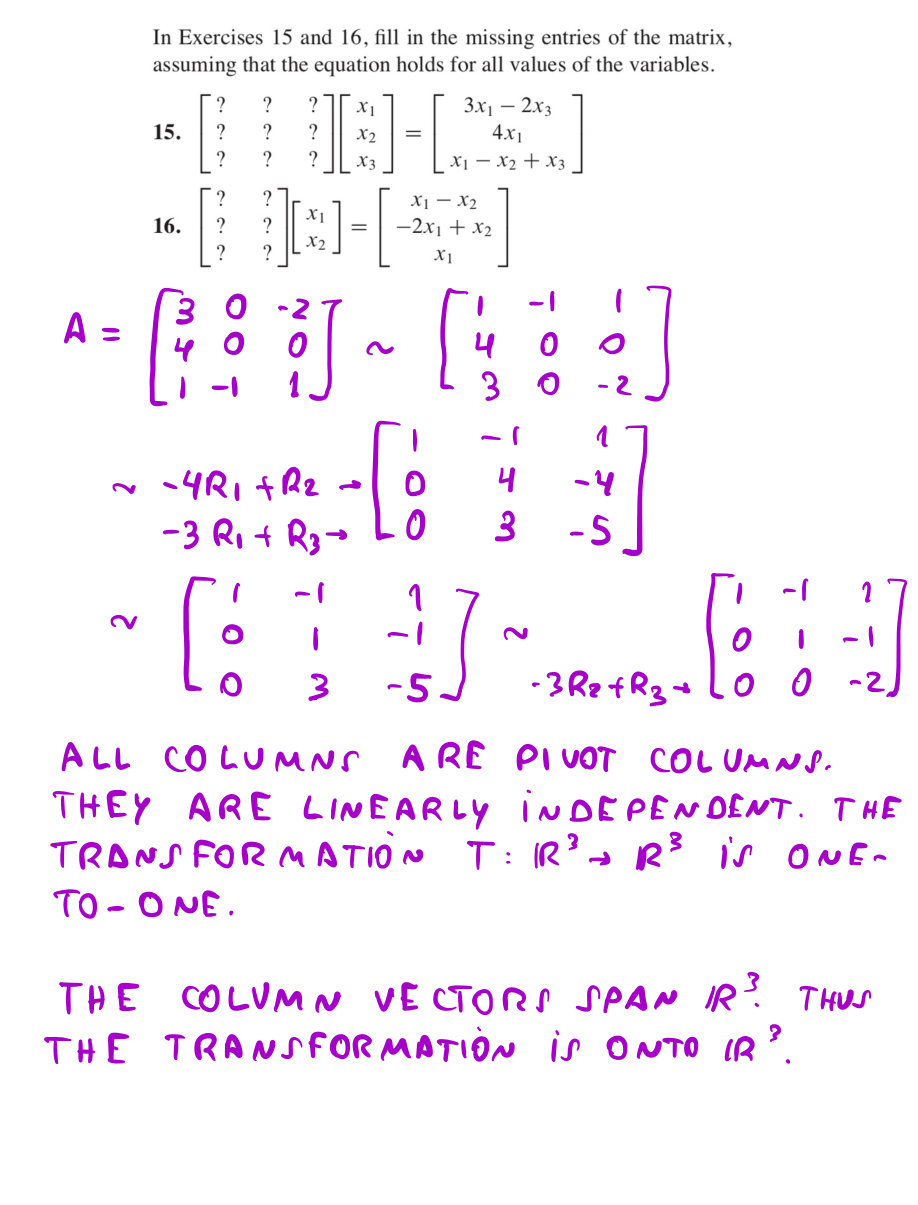 In Exercises 15 and 16, fill in the missing entries of the matrix,
assuming that the equation holds for all values of the variables.
15. [? ? ?; ? ? ?; ? ? ?] [x₁; x₂; x₃] = [3x₁ − 2x₃; 4x₁; x₁ − x₂ + x₃]
16. [? ?; ? ?; ? ?] [x₁; x₂] = [x₁ − x₂; −2x₁ + x₂; x₁]
A = [3 0 -2; 4 0 0; 1 -1 1] ~ [1 -1 1; 4 0 0; 3 0 -2]
~ -4R₁ + R₂ → -3R₁ + R₃ → [1 -1 1; 0 4 -4; 0 3 -5]
~ [1 -1 1; 0 1 -1; 0 3 -5] ~ -3R₂ + R₃ → [1 -1 1; 0 1 -1; 0 0 -2]
ALL COLUMNS ARE PIVOT COLUMNS.
THEY ARE LINEARLY INDEPENDENT. THE
TRANSFORMATION T: ℝ³ → ℝ³ IS ONE-
TO-ONE.
THE COLUMN VECTORS SPAN ℝ³. THUS
THE TRANSFORMATION IS ONTO ℝ³.